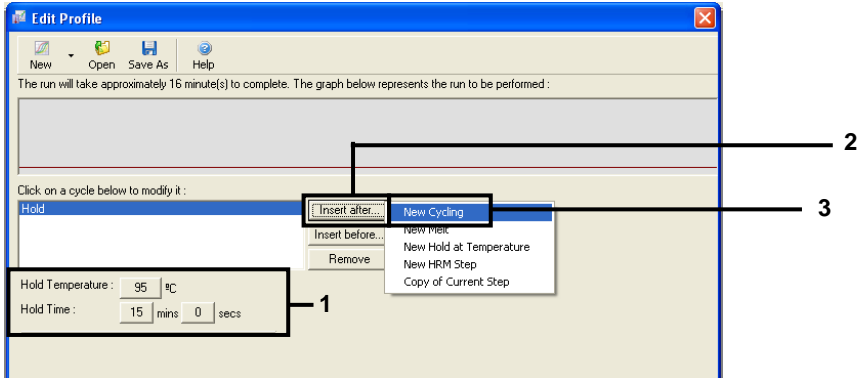 Edit Profile
New Open Save As Help
The run will take approximately 16 minute(s) to complete. The graph below represents the run to be performed :
2
Click on a cycle below to modify it :
Hold
Insert after...
New Cycling
3
Insert before...
New Melt
New Hold at Temperature
Remove
New HRM Step
Copy of Current Step
Hold Temperature : 95 ºC
1
Hold Time : 15 mins 0 secs